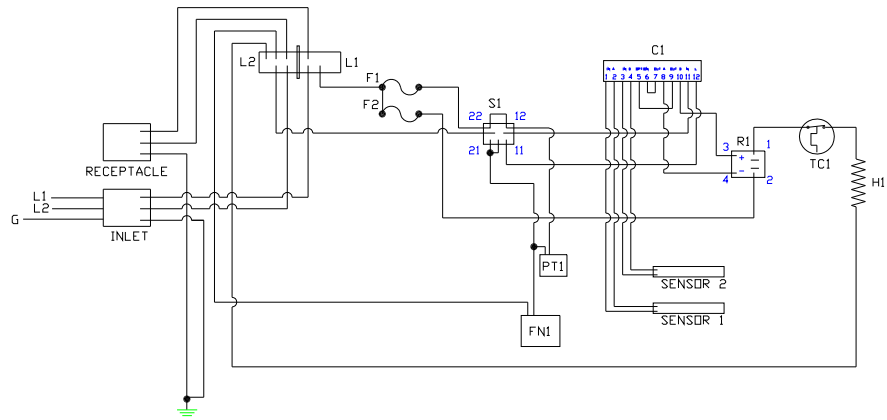 C1
L2
L1
F1
F2
S1
22
12
21
11
1 2 3 4 5 6 7 8 9 10 11 12
R1
3
1
+
-
4
2
TC1
H1
RECEPTACLE
L1
L2
G
INLET
PT1
SENSOR 2
SENSOR 1
FN1